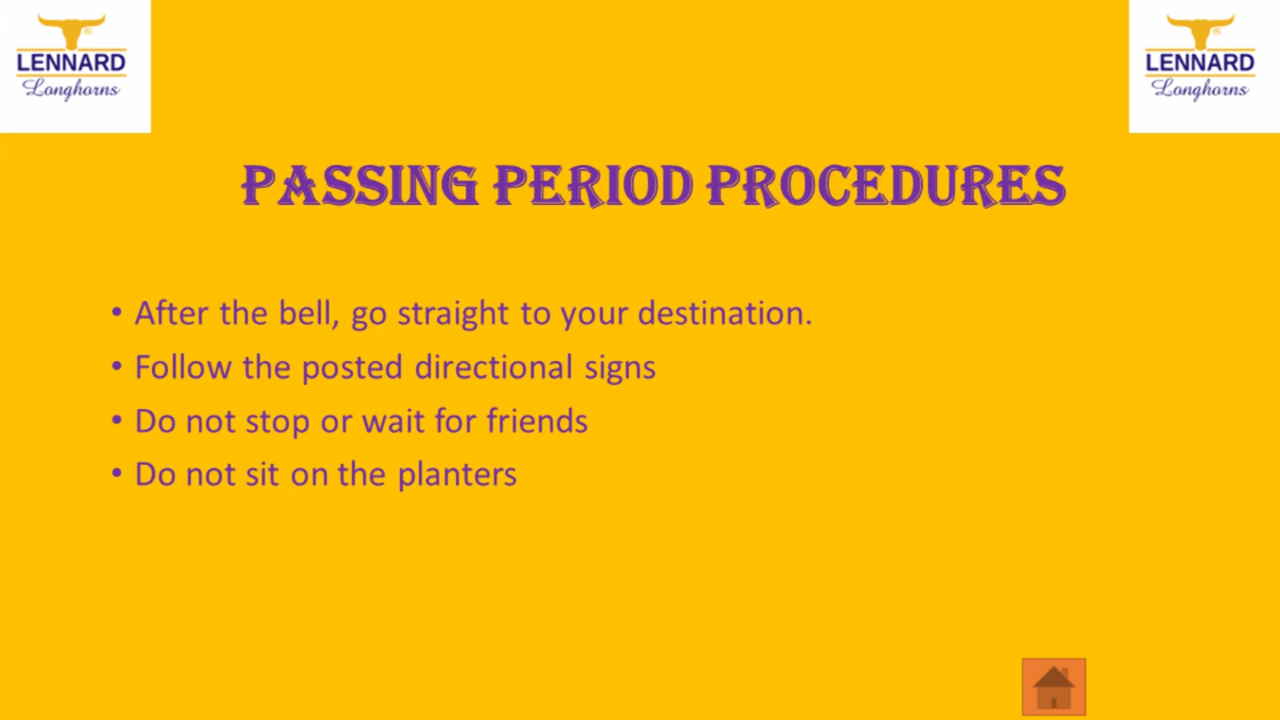 LENNARD
Longhorns
LENNARD
Longhorns
PASSING PERIOD PROCEDURES
• After the bell, go straight to your destination.
• Follow the posted directional signs
• Do not stop or wait for friends
• Do not sit on the planters